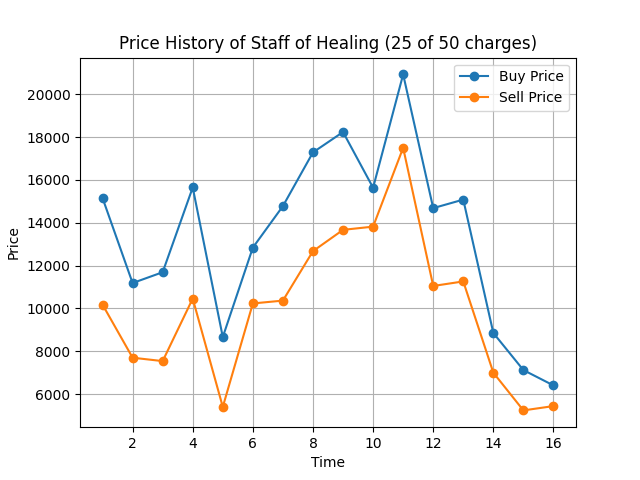 Price History of Staff of Healing (25 of 50 charges)
Buy Price
Sell Price
20000
18000
16000
14000
12000
10000
8000
6000
Price
2 4 6 8 10 12 14 16
Time